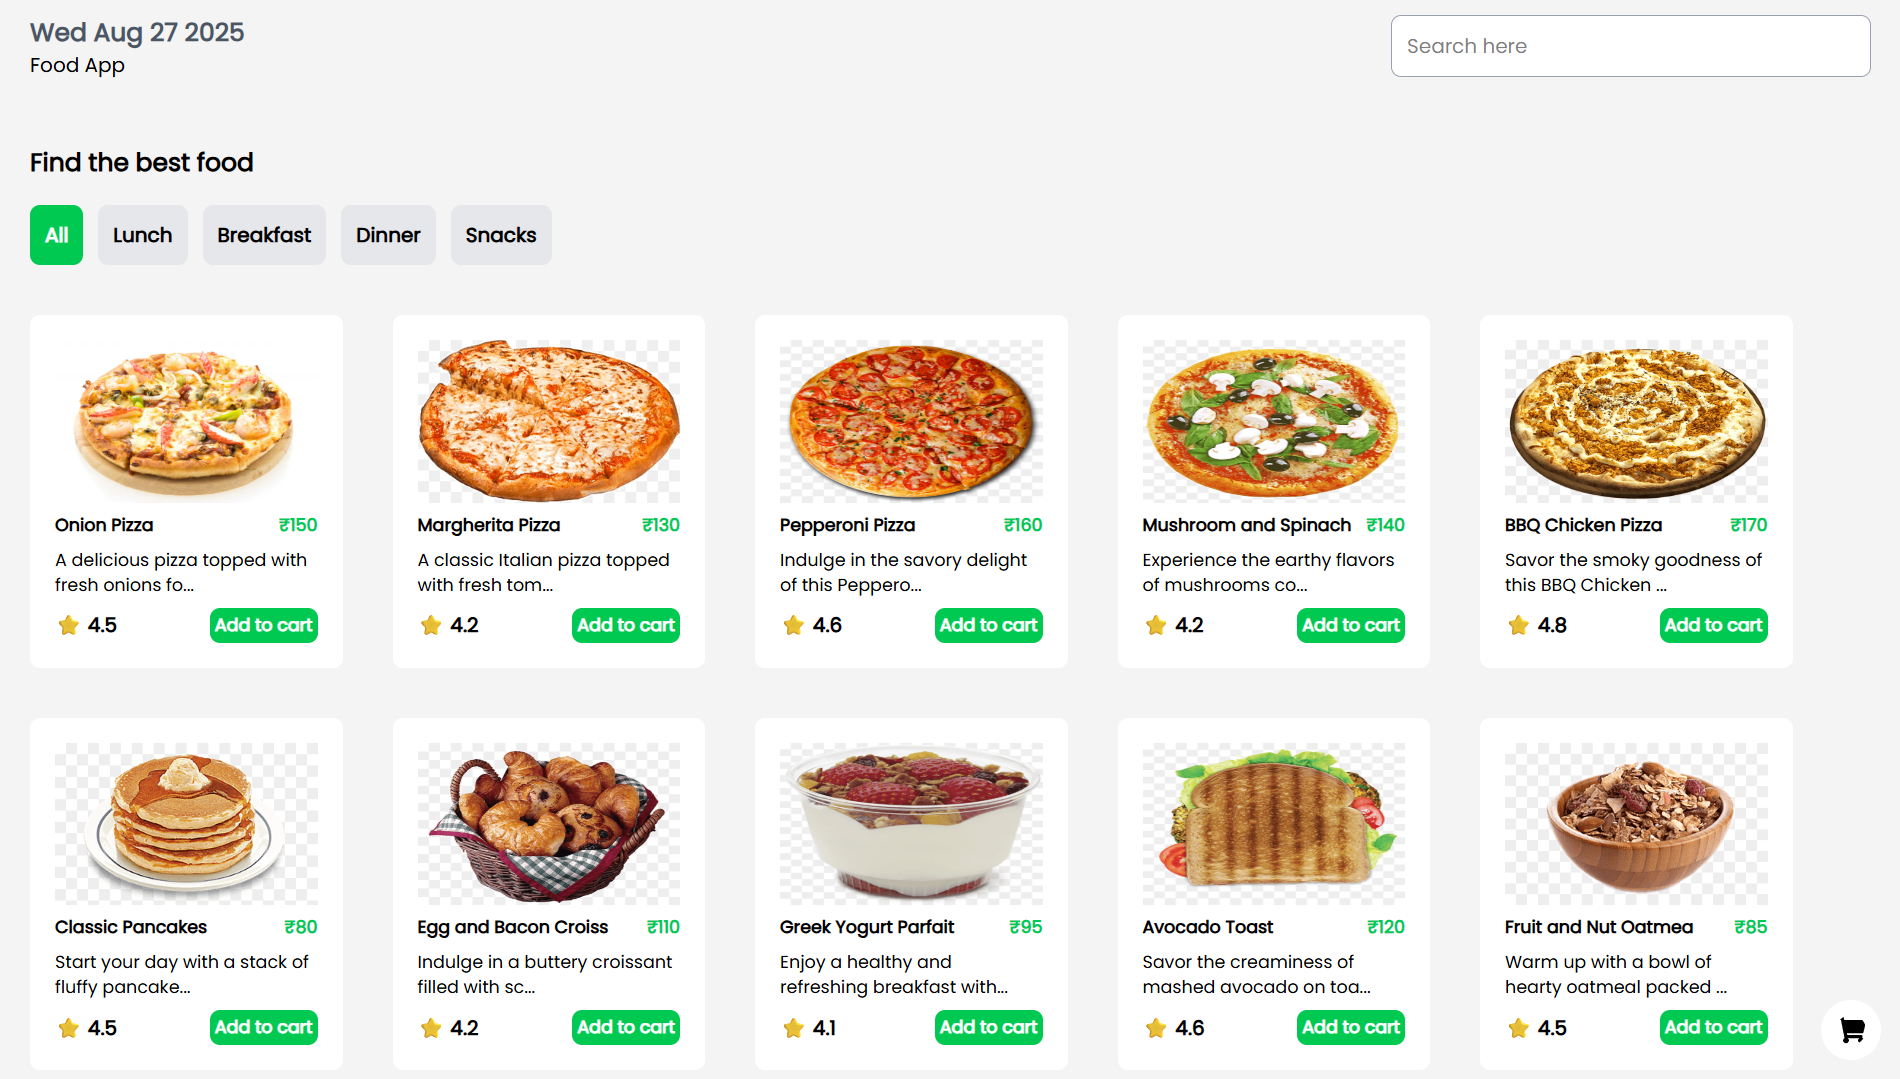 Wed Aug 27 2025
Food App
Search here
Find the best food
All Lunch Breakfast Dinner Snacks
Onion Pizza ₹150
A delicious pizza topped with
fresh onions fo...
4.5 Add to cart
Margherita Pizza ₹130
A classic Italian pizza topped
with fresh tom...
4.2 Add to cart
Pepperoni Pizza ₹160
Indulge in the savory delight
of this Peppero...
4.6 Add to cart
Mushroom and Spinach ₹140
Experience the earthy flavors
of mushrooms co...
4.2 Add to cart
BBQ Chicken Pizza ₹170
Savor the smoky goodness of
this BBQ Chicken ...
4.8 Add to cart
Classic Pancakes ₹80
Start your day with a stack of
fluffy pancake...
4.5 Add to cart
Egg and Bacon Croiss ₹110
Indulge in a buttery croissant
filled with sc...
4.2 Add to cart
Greek Yogurt Parfait ₹95
Enjoy a healthy and
refreshing breakfast with...
4.1 Add to cart
Avocado Toast ₹120
Savor the creaminess of
mashed avocado on toa...
4.6 Add to cart
Fruit and Nut Oatmea ₹85
Warm up with a bowl of
hearty oatmeal packed ...
4.5 Add to cart